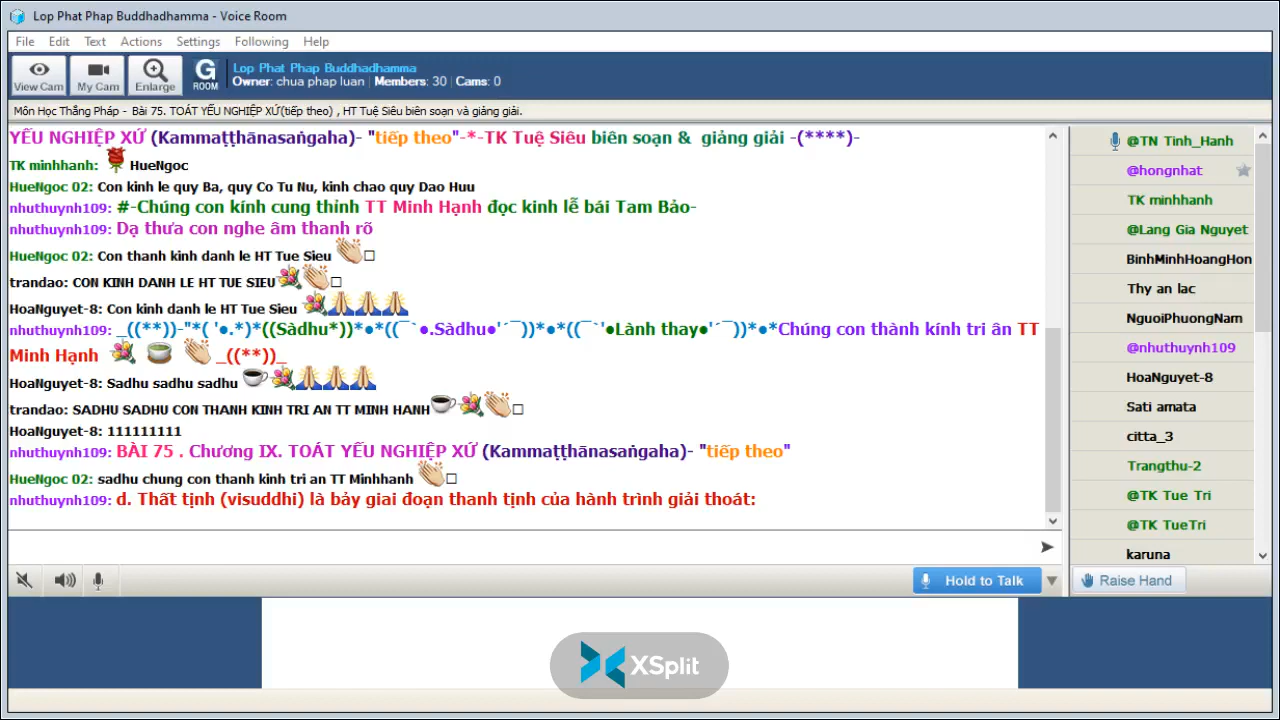 Lop Phat Phap Buddhadhamma - Voice Room
File Edit Text Actions Settings Following Help
View Cam My Cam Enlarge G ROOM
Lop Phat Phap Buddhadhamma
Owner: chua phap luan | Members: 30 | Cams: 0
Môn Học Thắng Pháp - Bài 75. TOÁT YẾU NGHIỆP XỨ(tiếp theo) , HT Tuệ Siêu biên soạn và giảng giải.
YẾU NGHIỆP XỨ (Kammaṭṭhānasaṅgaha)- "tiếp theo"-*-TK Tuệ Siêu biên soạn & giảng giải -(****)-
TK minhhanh: HueNgoc
HueNgoc 02: Con kinh le quy Ba, quy Co Tu Nu, kinh chao quy Dao Huu
nhuthuynh109: #-Chúng con kính cung thỉnh TT Minh Hạnh đọc kinh lễ bái Tam Bảo-
nhuthuynh109: Dạ thưa con nghe âm thanh rõ
HueNgoc 02: Con thanh kinh danh le HT Tue Sieu
trandao: CON KINH DANH LE HT TUE SIEU
HoaNguyet-8: Con kinh danh le HT Tue Sieu
nhuthuynh109: _((**))-"*( '●.*)*((Sàdhu*))*●*((¯`●.Sàdhu●'´¯))*●*((¯`'●Lành thay●'´¯))*●*Chúng con thành kính tri ân TT
Minh Hạnh _((**))_
HoaNguyet-8: Sadhu sadhu sadhu
trandao: SADHU SADHU CON THANH KINH TRI AN TT MINH HANH
HoaNguyet-8: 111111111
nhuthuynh109: BÀI 75 . Chương IX. TOÁT YẾU NGHIỆP XỨ (Kammaṭṭhānasaṅgaha)- "tiếp theo"
HueNgoc 02: sadhu chung con thanh kinh tri an TT Minhhanh
nhuthuynh109: d. Thất tịnh (visuddhi) là bảy giai đoạn thanh tịnh của hành trình giải thoát:
@TN Tinh_Hanh
@hongnhat
TK minhhanh
@Lang Gia Nguyet
BinhMinhHoangHon
Thy an lac
NguoiPhuongNam
@nhuthuynh109
HoaNguyet-8
Sati amata
citta_3
Trangthu-2
@TK Tue Tri
@TK TueTri
karuna
Hold to Talk
Raise Hand
XSplit